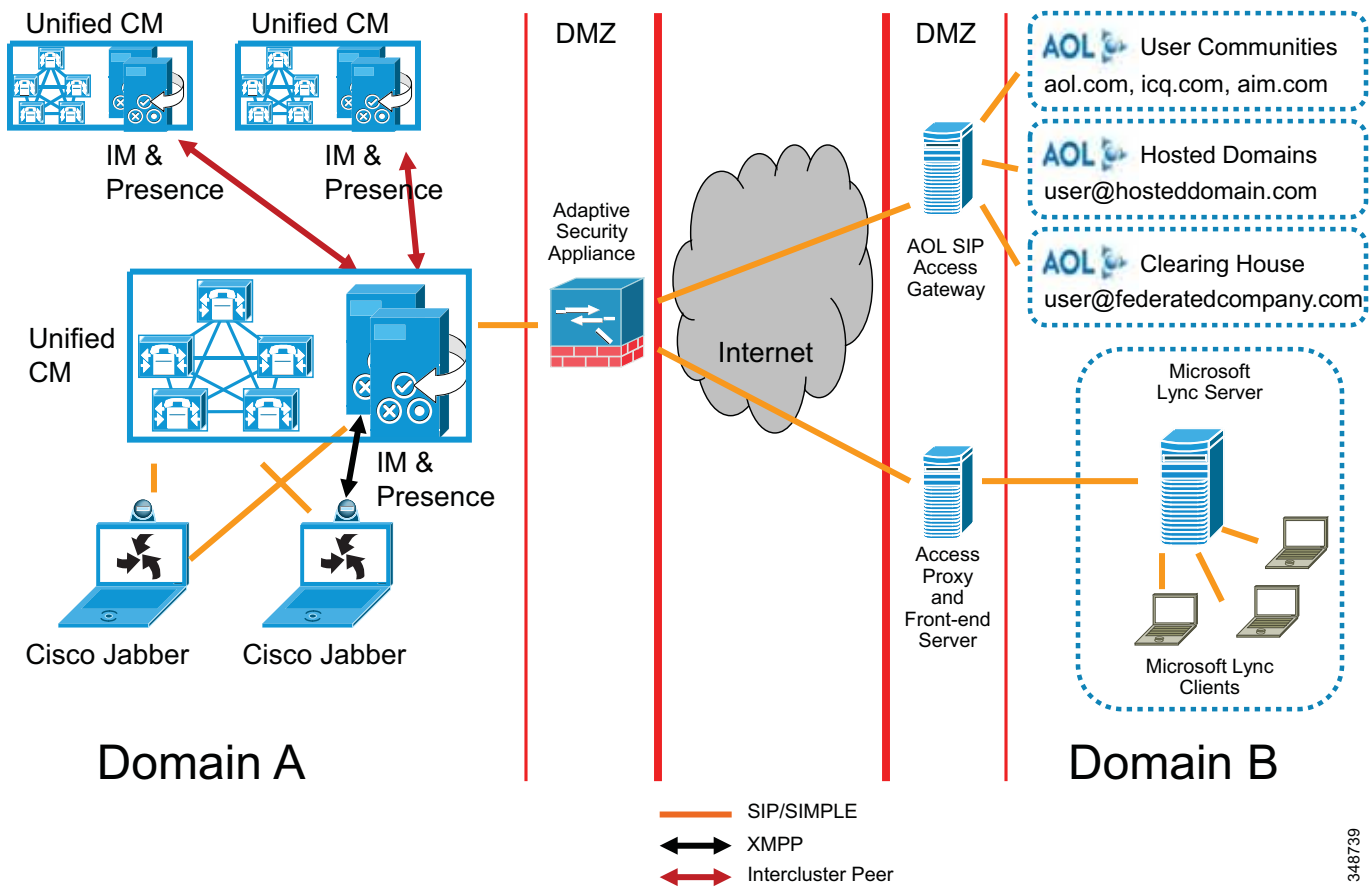 Unified CM
Unified CM
DMZ
DMZ
AOL User Communities
aol.com, icq.com, aim.com
IM &
Presence
IM &
Presence
AOL Hosted Domains
user@hosteddomain.com
Adaptive
Security
Appliance
AOL SIP
Access
Gateway
AOL Clearing House
user@federatedcompany.com
Unified
CM
Internet
Microsoft
Lync Server
IM &
Presence
Access
Proxy
and
Front-end
Server
Cisco Jabber
Cisco Jabber
Microsoft Lync
Clients
Domain A
Domain B
SIP/SIMPLE
XMPP
Intercluster Peer
348739